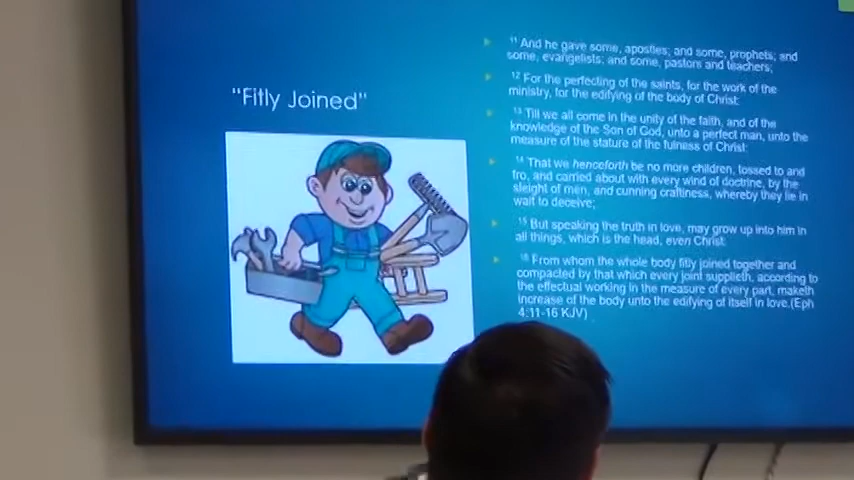 "Fitly Joined"
11 And he gave some, apostles; and some, prophets; and
some, evangelists; and some, pastors and teachers;
12 For the perfecting of the saints, for the work of the
ministry, for the edifying of the body of Christ:
13 Till we all come in the unity of the faith, and of the
knowledge of the Son of God, unto a perfect man, unto the
measure of the stature of the fulness of Christ:
14 That we henceforth be no more children, tossed to and
fro, and carried about with every wind of doctrine, by the
sleight of men, and cunning craftiness, whereby they lie in
wait to deceive;
15 But speaking the truth in love, may grow up into him in
all things, which is the head, even Christ:
16 From whom the whole body fitly joined together and
compacted by that which every joint supplieth, according to
the effectual working in the measure of every part, maketh
increase of the body unto the edifying of itself in love.(Eph
4:11-16 KJV)